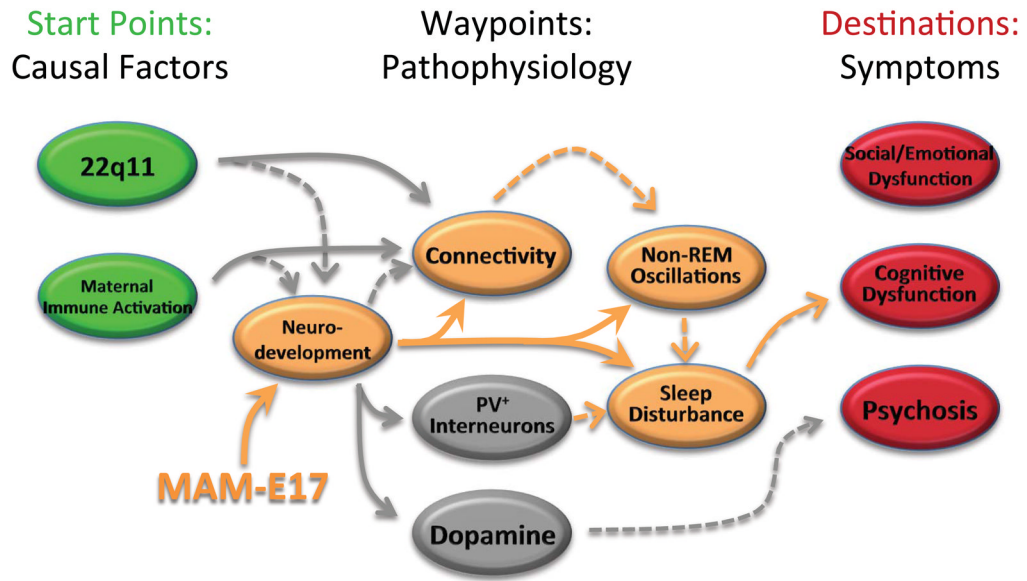 Start Points:
Causal Factors
Waypoints:
Pathophysiology
Destinations:
Symptoms
22q11
Maternal
Immune Activation
Neuro-
development
MAM-E17
Connectivity
Non-REM
Oscillations
PV⁺
Interneurons
Sleep
Disturbance
Dopamine
Social/Emotional
Dysfunction
Cognitive
Dysfunction
Psychosis